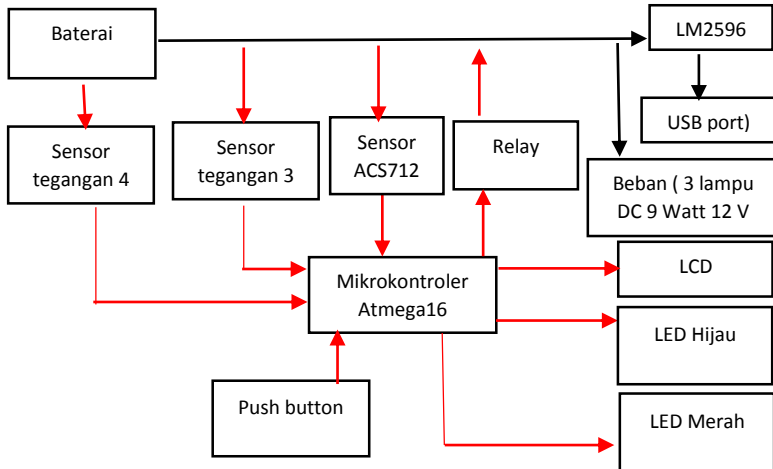 Baterai
LM2596
USB port)
Sensor
tegangan 4
Sensor
tegangan 3
Sensor
ACS712
Relay
Beban ( 3 lampu
DC 9 Watt 12 V
Mikrokontroler
Atmega16
LCD
LED Hijau
Push button
LED Merah